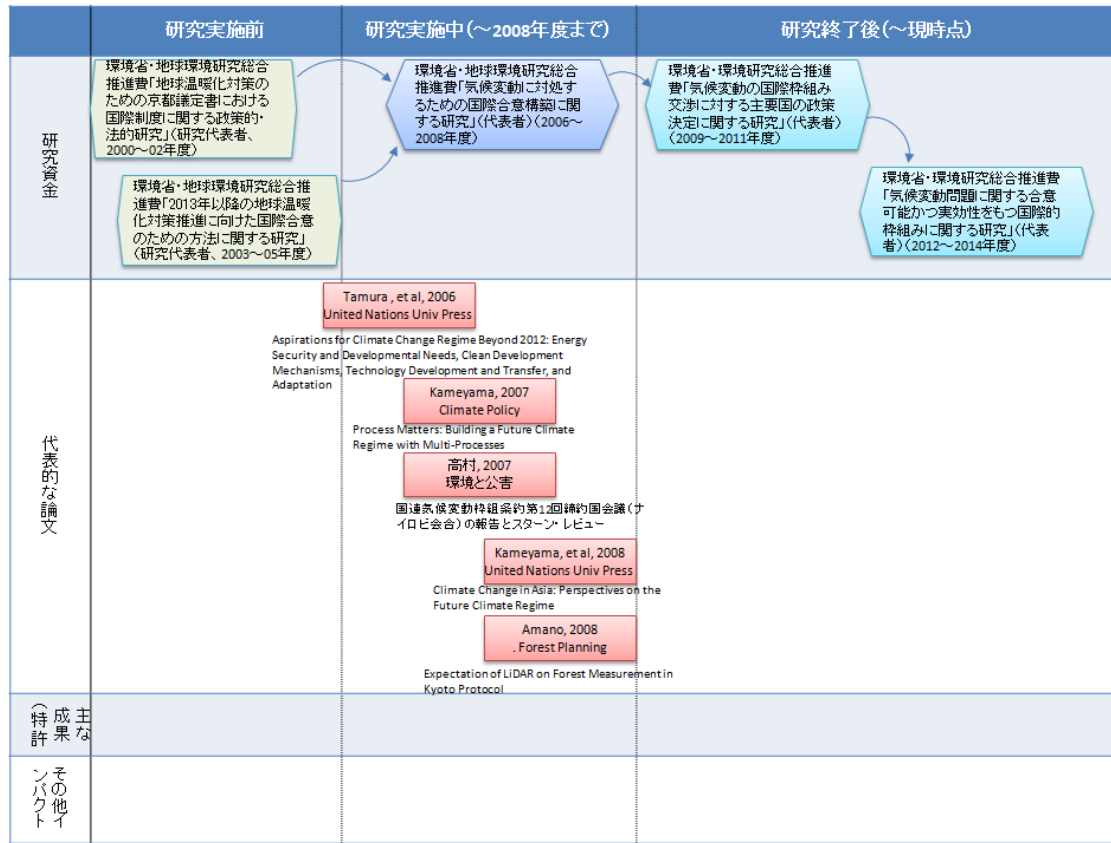 研究実施前
研究実施中(～2008年度まで)
研究終了後(～現時点)
研究資金
環境省・地球環境研究総合
推進費「地球温暖化対策の
ための京都議定書における
国際制度に関する政策的・
法的研究」(研究代表者、
2000～02年度)
環境省・地球環境研究総合推
進費「2013年以降の地球温暖
化対策推進に向けた国際合意
のための方法に関する研究」
(研究代表者、2003～05年度)
環境省・地球環境研究総合
推進費「気候変動に対処す
るための国際合意構築に関
する研究」(代表者)(2006～
2008年度)
環境省・環境研究総合推進
費「気候変動の国際枠組み
交渉に対する主要国の政策
決定に関する研究」(代表者)
(2009～2011年度)
環境省・環境研究総合推進費
「気候変動問題に関する合意
可能かつ実効性をもつ国際的
枠組みに関する研究」(代表
者)(2012～2014年度)
代表的な論文
Tamura , et al, 2006
United Nations Univ Press
Aspirations for Climate Change Regime Beyond 2012: Energy
Security and Developmental Needs, Clean Development
Mechanisms, Technology Development and Transfer, and
Adaptation
Kameyama, 2007
Climate Policy
Process Matters: Building a Future Climate
Regime with Multi-Processes
高村, 2007
環境と公害
国連気候変動枠組条約第12回締約国会議(ナ
イロビ会合)の報告とスターン・レビュー
Kameyama, et al, 2008
United Nations Univ Press
Climate Change in Asia: Perspectives on the
Future Climate Regime
Amano, 2008
. Forest Planning
Expectation of LiDAR on Forest Measurement in
Kyoto Protocol
主な
成果
(特許
その他イ
ンパクト